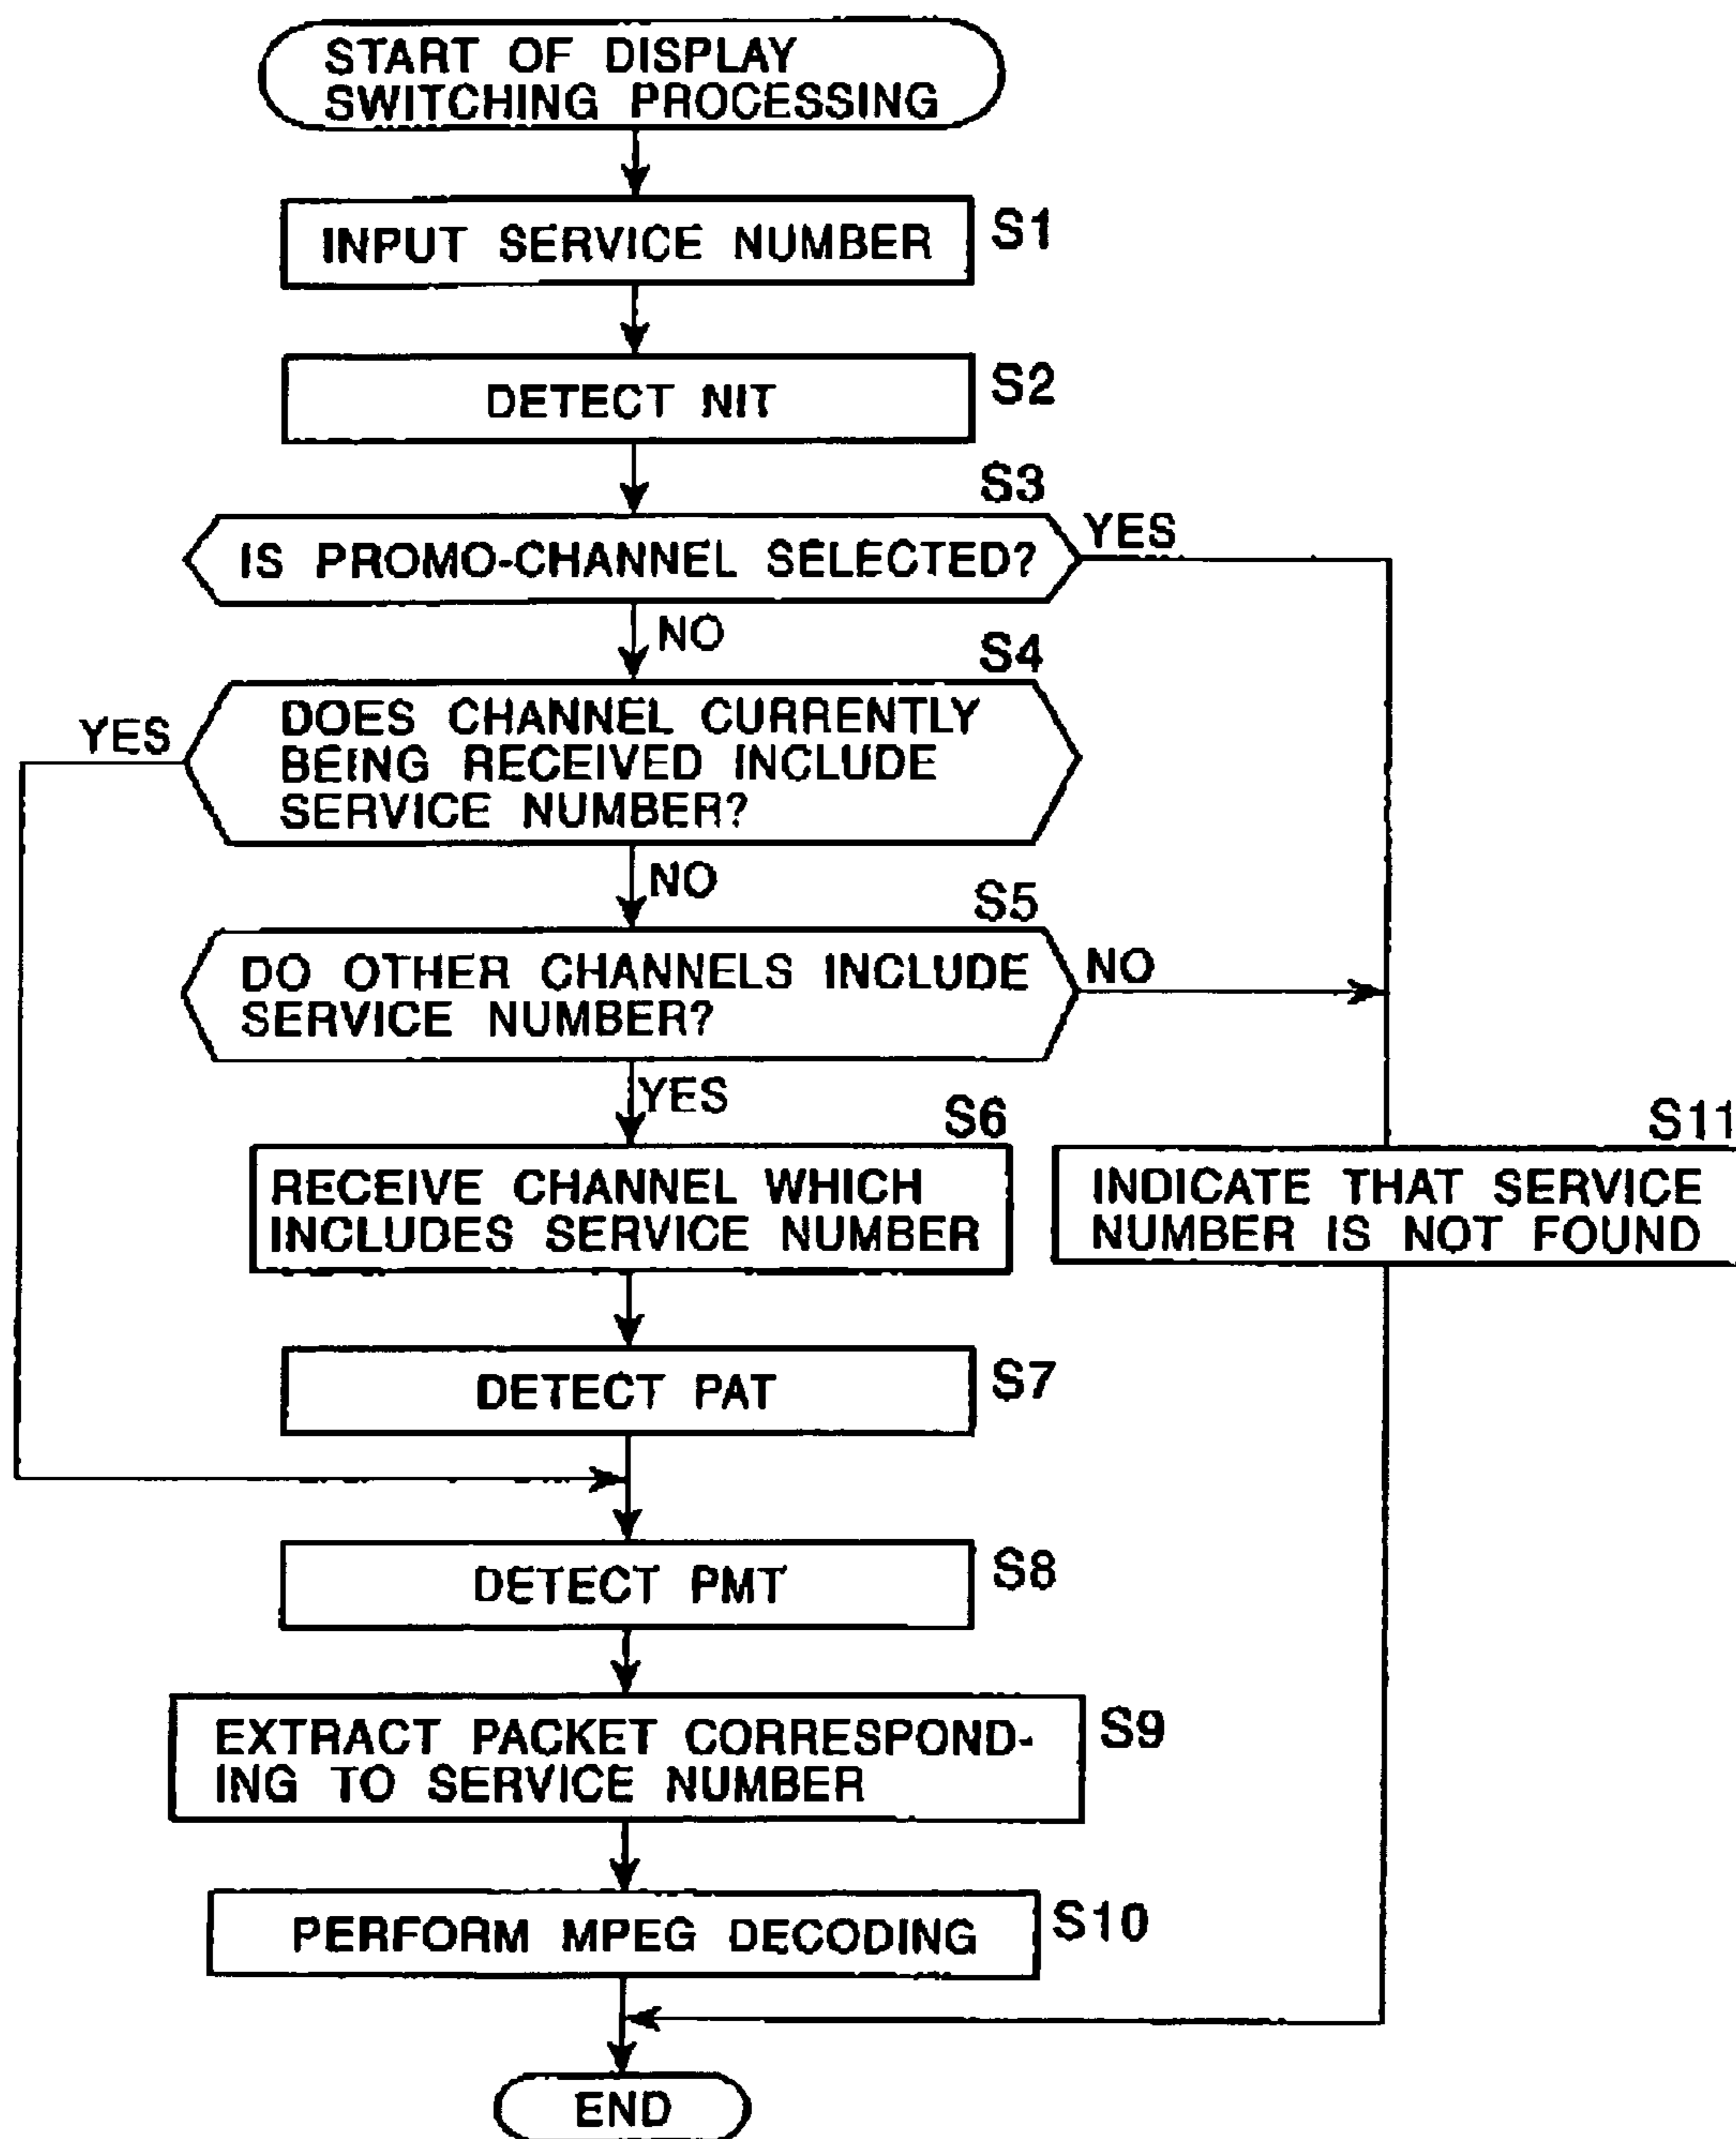 START OF DISPLAY
SWITCHING PROCESSING
INPUT SERVICE NUMBER
S1
DETECT NIT
S2
S3
IS PROMO-CHANNEL SELECTED?
YES
NO
S4
YES
DOES CHANNEL CURRENTLY
BEING RECEIVED INCLUDE
SERVICE NUMBER?
NO
S5
DO OTHER CHANNELS INCLUDE
SERVICE NUMBER?
NO
YES
S6
RECEIVE CHANNEL WHICH
INCLUDES SERVICE NUMBER
S11
INDICATE THAT SERVICE
NUMBER IS NOT FOUND
DETECT PAT
S7
DETECT PMT
S8
EXTRACT PACKET CORRESPOND-
ING TO SERVICE NUMBER
S9
PERFORM MPEG DECODING
S10
END